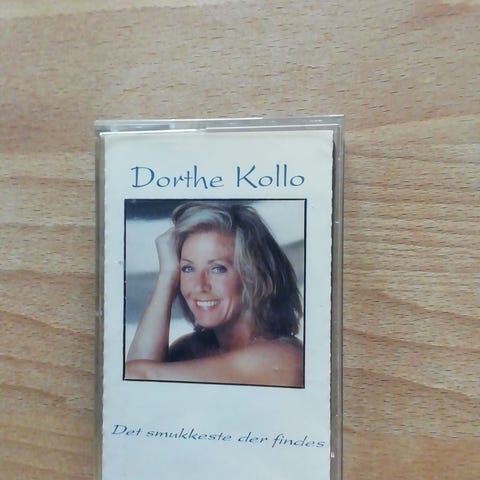 Dorthe Kollo
Det smukkeste der findes